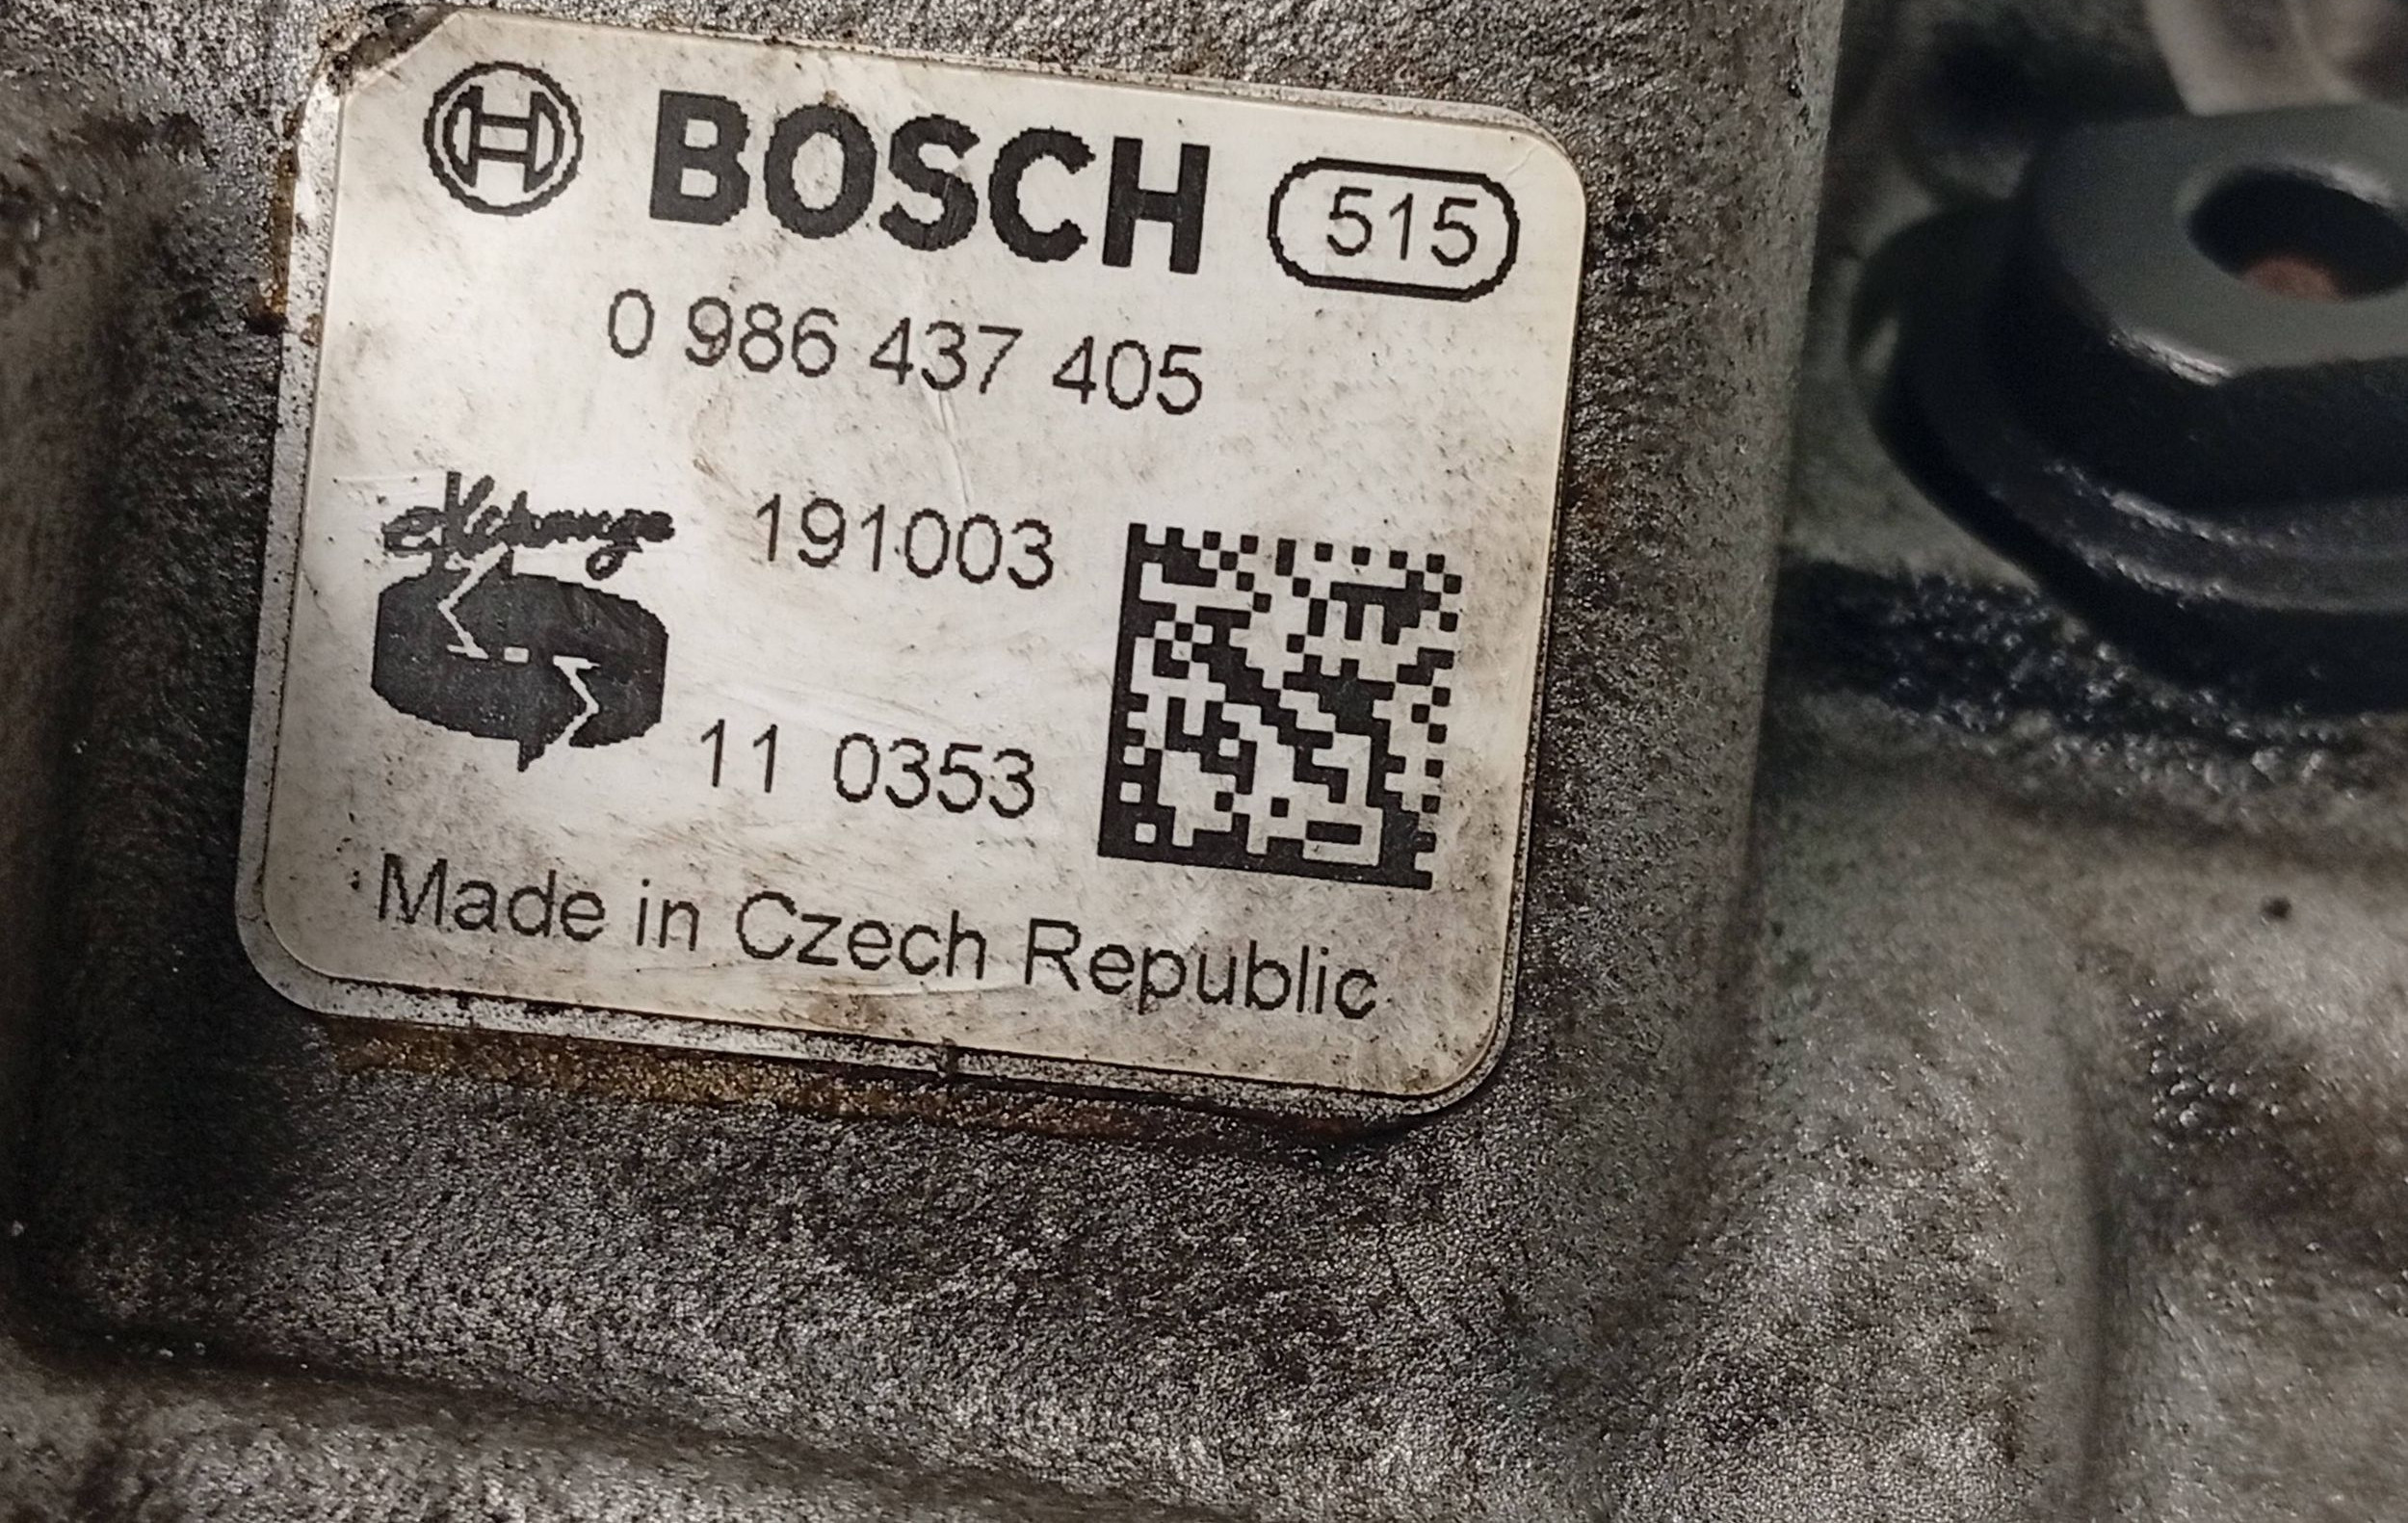 BOSCH 515
0 986 437 405
eXchange 191003
11 0353
Made in Czech Republic